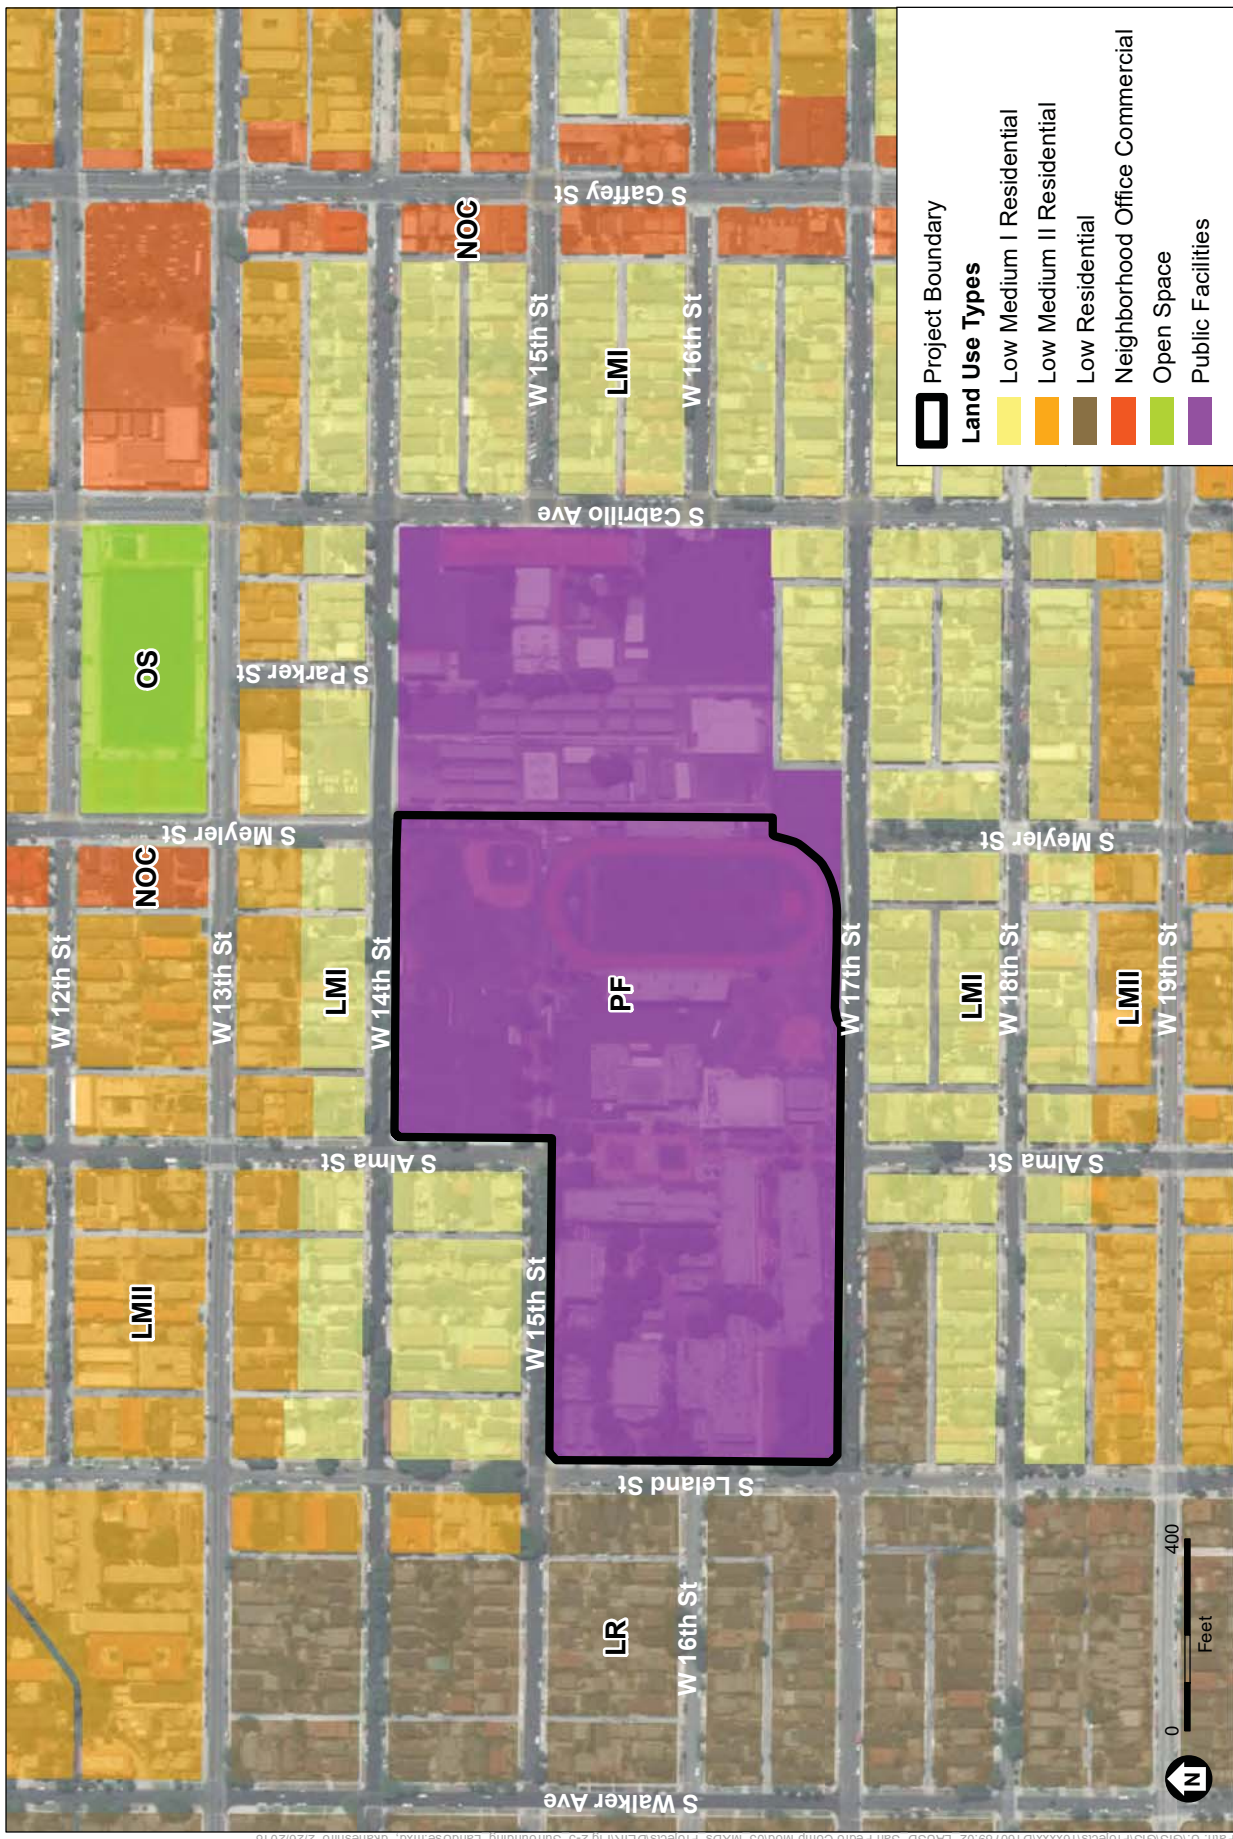 W 12th St
W 13th St
W 14th St
W 15th St
W 15th St
W 16th St
W 16th St
W 17th St
W 18th St
W 19th St
S Walker Ave
S Leland St
S Alma St
S Alma St
S Meyler St
S Meyler St
S Parker St
S Cabrillo Ave
S Gaffey St
LMII
NOC
OS
LMI
NOC
LMI
LR
PF
LMI
LMII
Project Boundary
Land Use Types
Low Medium I Residential
Low Medium II Residential
Low Residential
Neighborhood Office Commercial
Open Space
Public Facilities
N
0
400
Feet